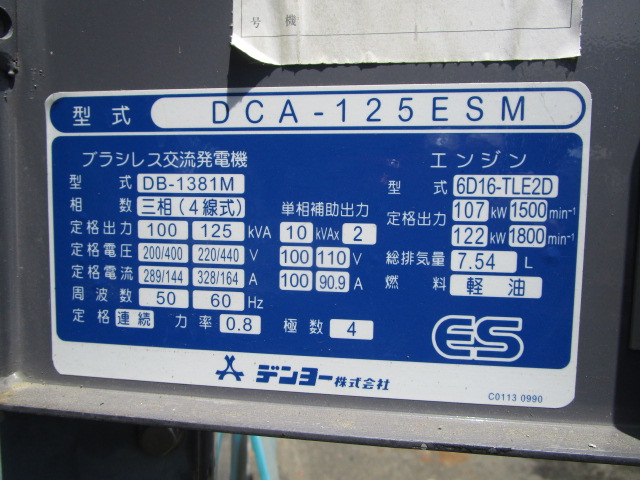 号 機
型式 DCA-125ESM
ブラシレス交流発電機
型式 DB-1381M
相数 三相(4線式) 単相補助出力
定格出力 100 125 kVA 10 kVAx 2
定格電圧 200/400 220/440 V 100 110 V
定格電流 289/144 328/164 A 100 90.9 A
周波数 50 60 Hz
定格 連続 力率 0.8 極数 4
エンジン
型式 6D16-TLE2D
定格出力 107 kW 1500 min⁻¹
122 kW 1800 min⁻¹
総排気量 7.54 L
燃料 軽油
ES
デンヨー株式会社
C0113 0990